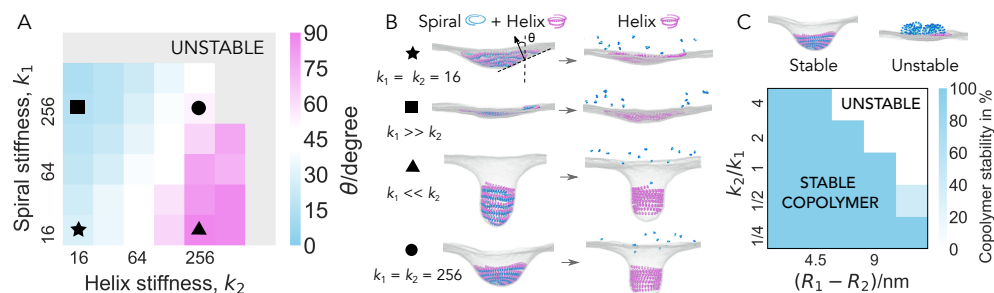 A
UNSTABLE
Spiral stiffness, k₁
256
64
16
16
64
256
Helix stiffness, k₂
90
75
60
45
30
15
0
θ/degree
B
Spiral + Helix
Helix
θ
k₁ = k₂ = 16
k₁ >> k₂
k₁ << k₂
k₁ = k₂ = 256
C
Stable
Unstable
UNSTABLE
STABLE
COPOLYMER
k₂/k₁
4
2
1
1/2
1/4
4.5
9
(R₁ − R₂)/nm
100
80
60
40
20
0
Copolymer stability in %